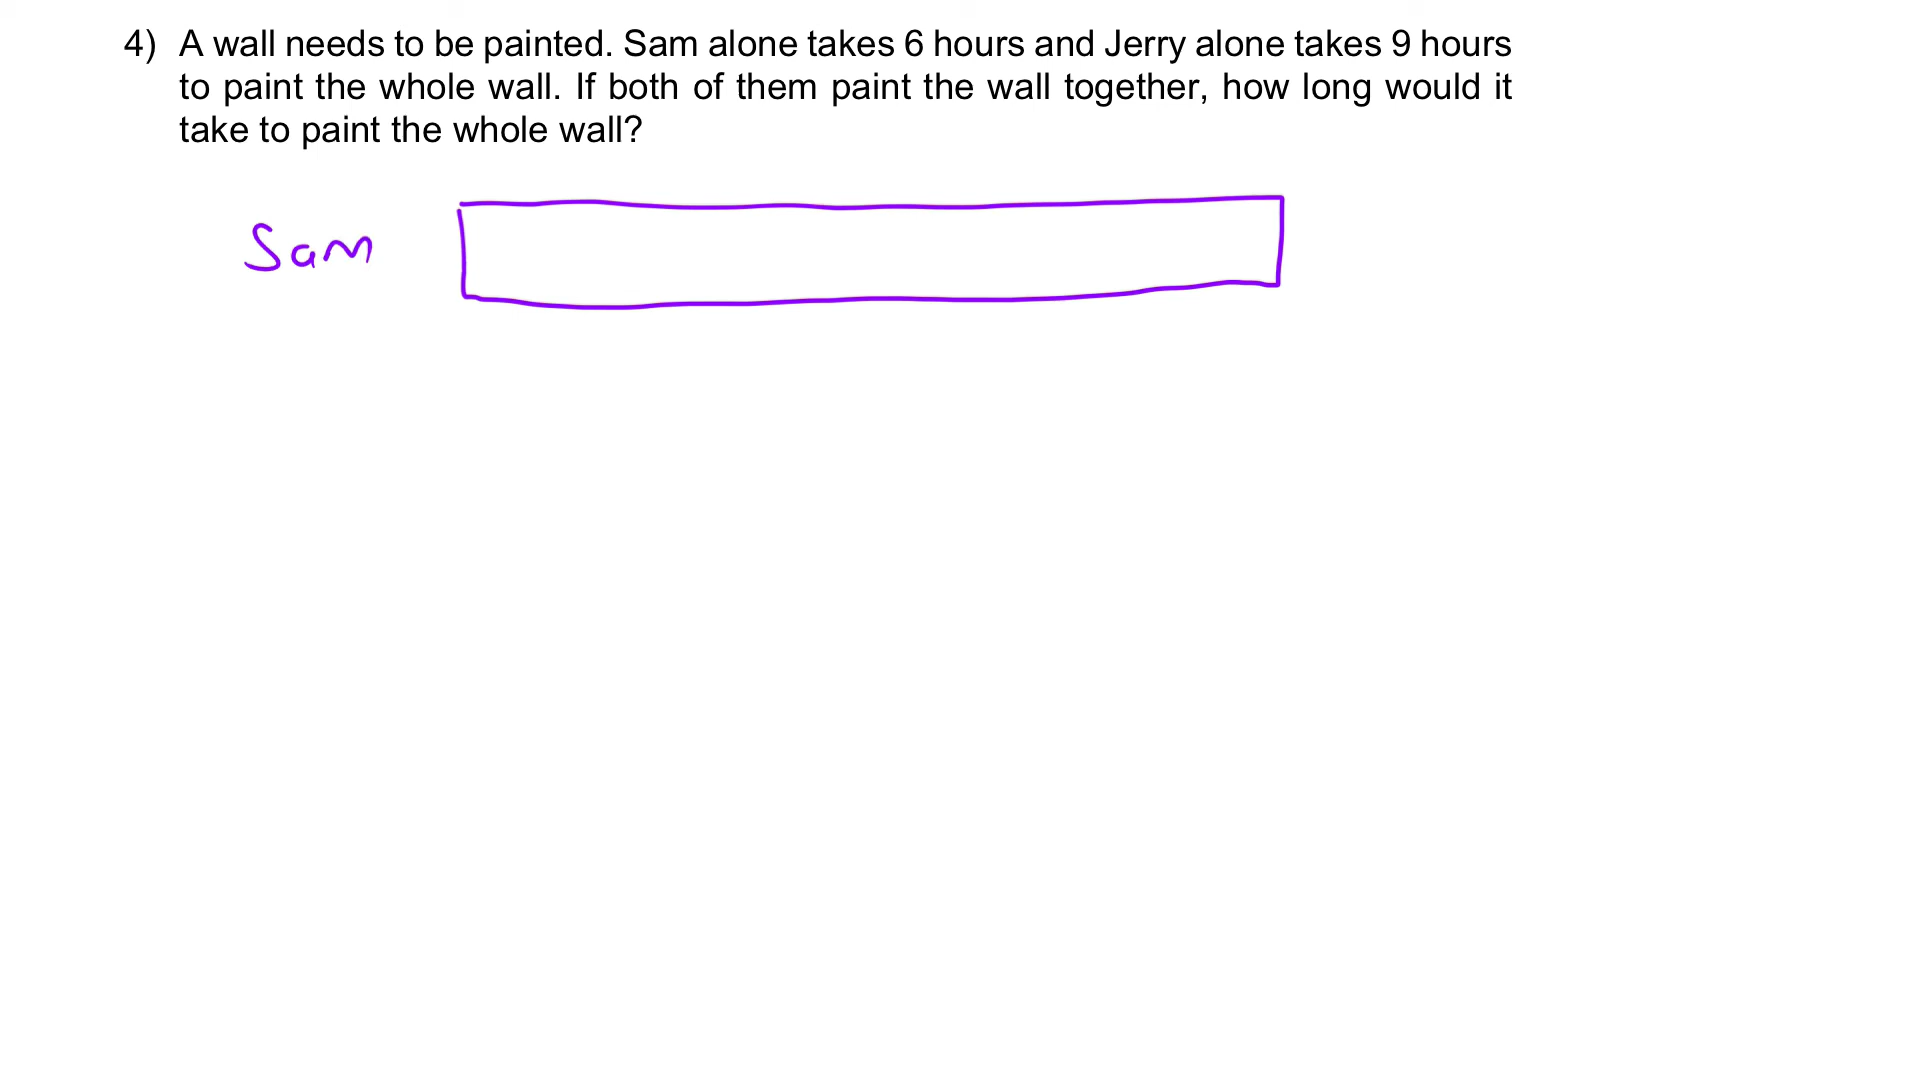 4) A wall needs to be painted. Sam alone takes 6 hours and Jerry alone takes 9 hours
to paint the whole wall. If both of them paint the wall together, how long would it
take to paint the whole wall?
Sam